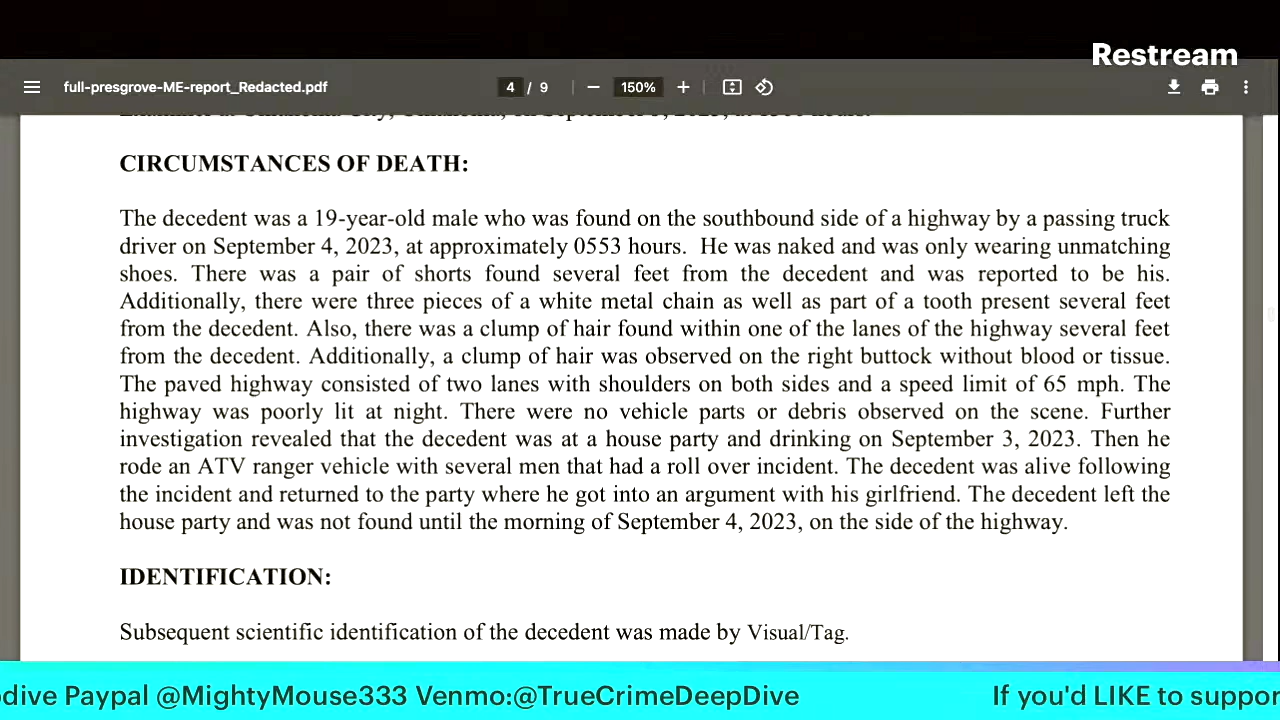 Restream
full-presgrove-ME-report_Redacted.pdf 4 / 9 150%
CIRCUMSTANCES OF DEATH:
The decedent was a 19-year-old male who was found on the southbound side of a highway by a passing truck
driver on September 4, 2023, at approximately 0553 hours. He was naked and was only wearing unmatching
shoes. There was a pair of shorts found several feet from the decedent and was reported to be his.
Additionally, there were three pieces of a white metal chain as well as part of a tooth present several feet
from the decedent. Also, there was a clump of hair found within one of the lanes of the highway several feet
from the decedent. Additionally, a clump of hair was observed on the right buttock without blood or tissue.
The paved highway consisted of two lanes with shoulders on both sides and a speed limit of 65 mph. The
highway was poorly lit at night. There were no vehicle parts or debris observed on the scene. Further
investigation revealed that the decedent was at a house party and drinking on September 3, 2023. Then he
rode an ATV ranger vehicle with several men that had a roll over incident. The decedent was alive following
the incident and returned to the party where he got into an argument with his girlfriend. The decedent left the
house party and was not found until the morning of September 4, 2023, on the side of the highway.
IDENTIFICATION:
Subsequent scientific identification of the decedent was made by Visual/Tag.
odive Paypal @MightyMouse333 Venmo:@TrueCrimeDeepDive If you'd LIKE to suppor